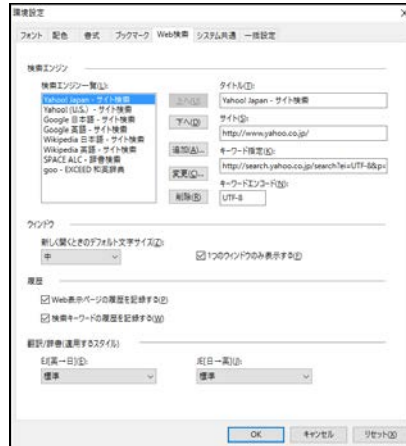 環境設定
フォント 配色 書式 ブックマーク Web検索 システム共通 一括設定
検索エンジン
検索エンジン一覧(L):
タイトル(T):
Yahoo! Japan - サイト検索
Yahoo! (U.S.) - サイト検索
Google 日本語 - サイト検索
Google 英語 - サイト検索
Wikipedia 日本語 - サイト検索
Wikipedia 英語 - サイト検索
SPACE ALC - 辞書検索
goo - EXCEED 和英辞典
上へ(U)
下へ(D)
追加(A)...
変更(C)...
削除(R)
Yahoo! Japan - サイト検索
サイト(S):
http://www.yahoo.co.jp/
キーワード指定(K):
http://search.yahoo.co.jp/search?ei=UTF-8&p=
キーワードエンコード(N):
UTF-8
ウィンドウ
新しく開くときのデフォルト文字サイズ(Z):
中
1つのウィンドウのみ表示する(F)
履歴
Web表示ページの履歴を記録する(P)
検索キーワードの履歴を記録する(W)
翻訳/辞書(適用するスタイル)
EJ[英→日](E):
JE[日→英](J):
標準
標準
OK キャンセル リセット(X)